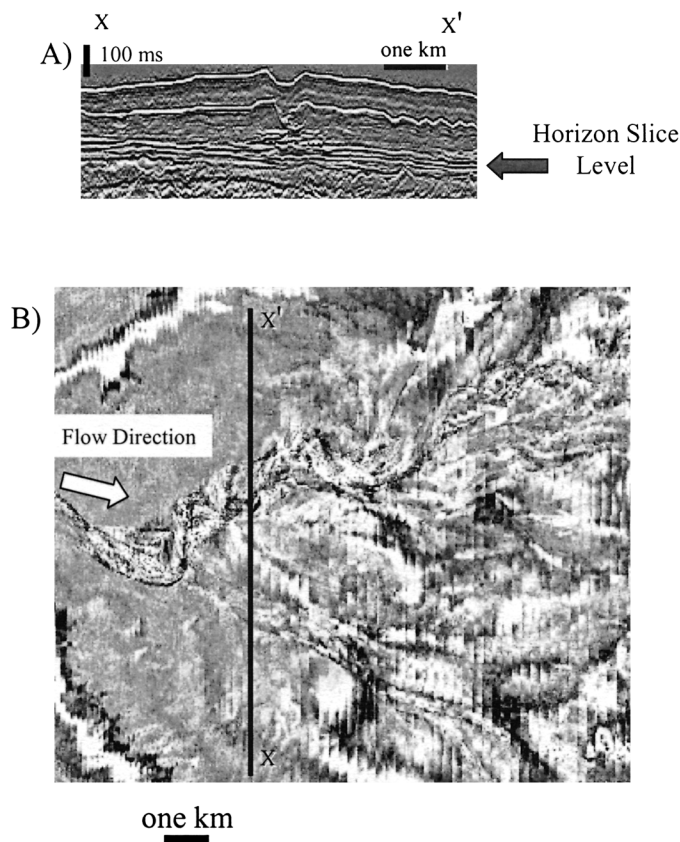 X
X'
A)
100 ms
one km
Horizon Slice
Level
B)
X'
Flow Direction
X
one km